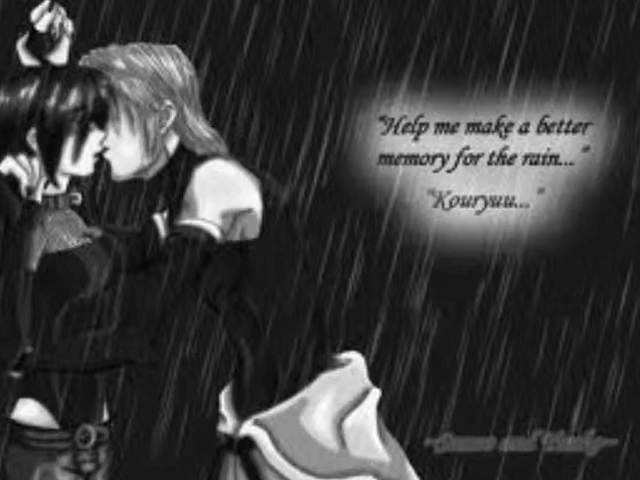 "Help me make a better
memory for the rain..."
"Kouryuu..."